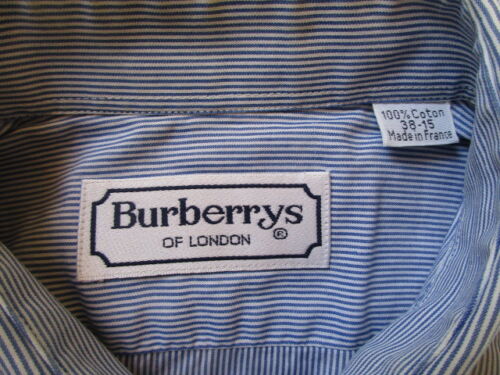 Burberrys
OF LONDON ®
100% Coton
38-15
Made in France